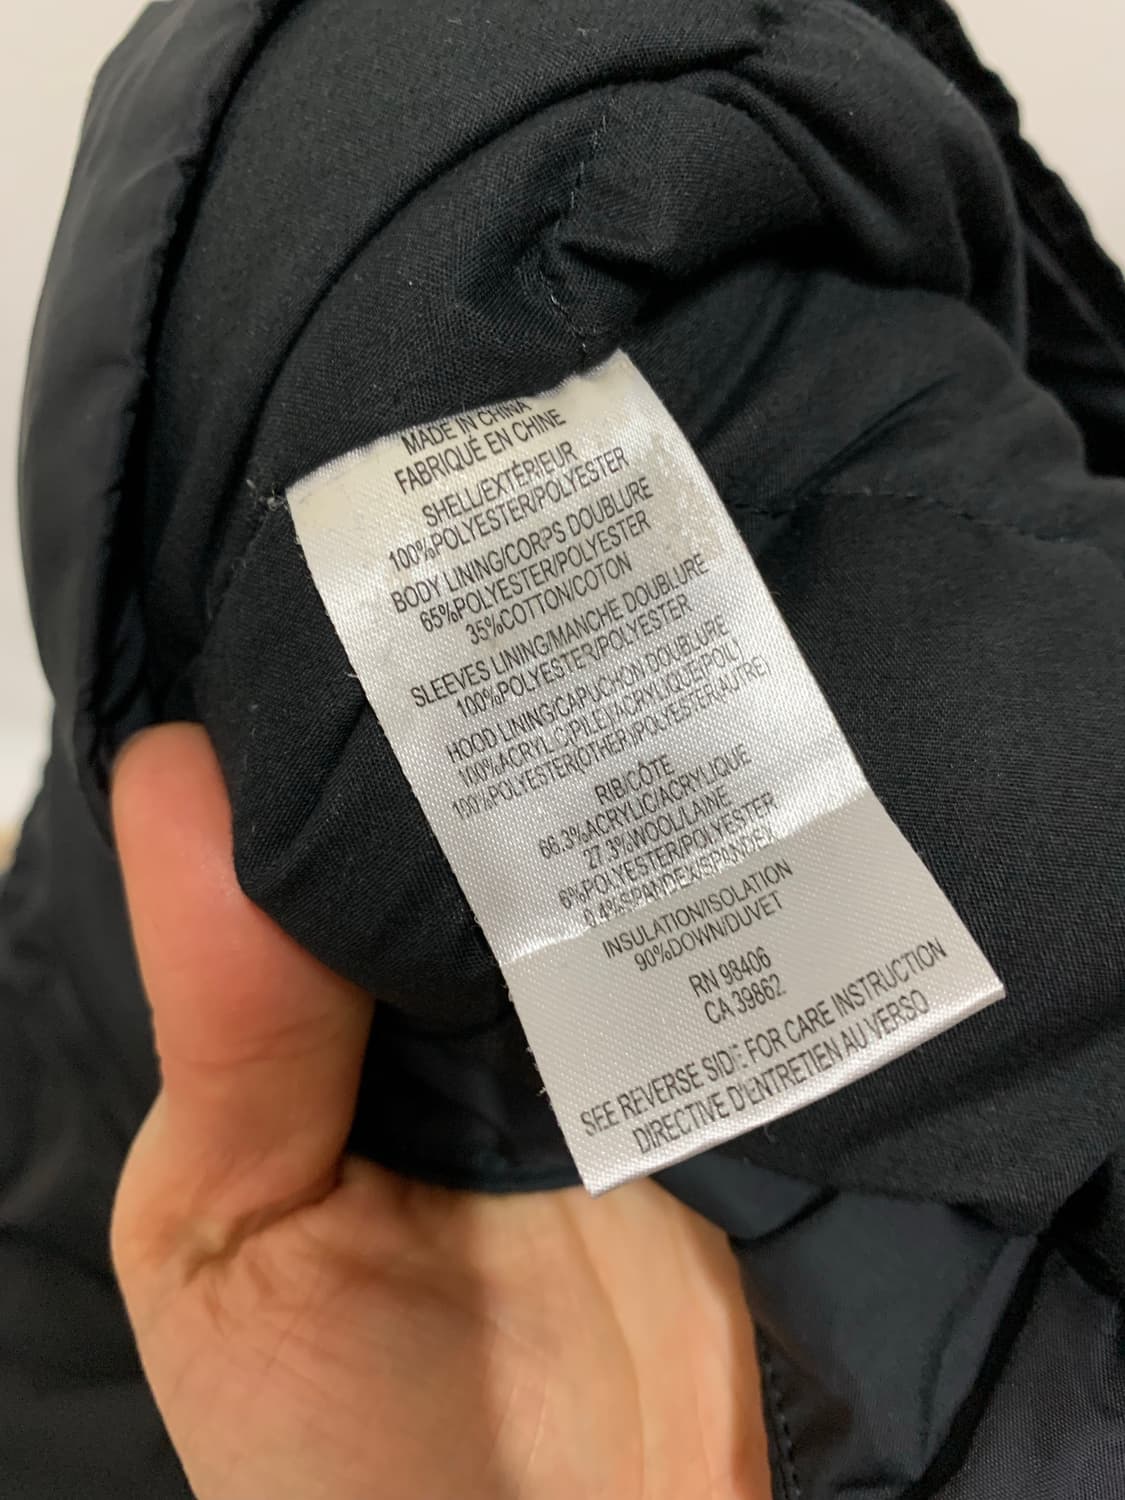 MADE IN CHINA
FABRIQUÉ EN CHINE
SHELL/EXTÉRIEUR
100%POLYESTER/POLYESTER
BODY LINING/CORPS DOUBLURE
65%POLYESTER/POLYESTER
35%COTTON/COTON
SLEEVES LINING/MANCHE DOUBLURE
100%POLYESTER/POLYESTER
HOOD LINING/CAPUCHON DOUBLURE
100%ACRYLIC(PILE)/ACRYLIQUE(POIL)
100%POLYESTER(OTHER)/POLYESTER(AUTRE)
RIB/CÔTE
66.3%ACRYLIC/ACRYLIQUE
27.3%WOOL/LAINE
6%POLYESTER/POLYESTER
0.4%SPANDEX/SPANDEX
INSULATION/ISOLATION
90%DOWN/DUVET
RN 98406
CA 39862
SEE REVERSE SIDE FOR CARE INSTRUCTION
DIRECTIVE D'ENTRETIEN AU VERSO